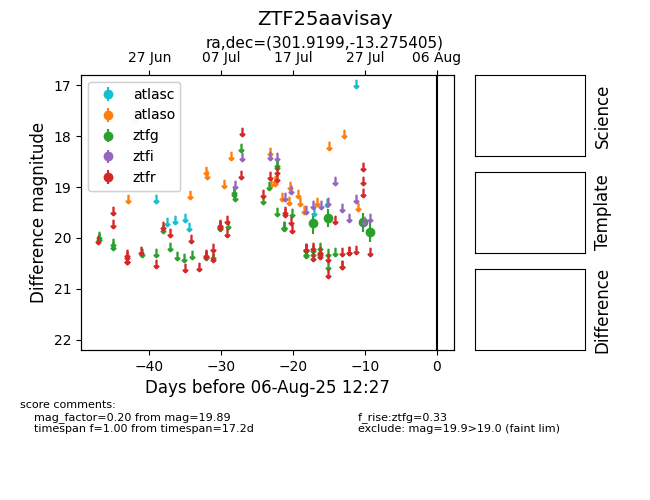 ZTF25aavisay
ra,dec=(301.9199,-13.275405)
27 Jun 07 Jul 17 Jul 27 Jul 06 Aug
17
18
19
20
21
22
Difference magnitude
atlasc
atlaso
ztfg
ztfi
ztfr
−40 −30 −20 −10 0
Days before 06-Aug-25 12:27
Science
Template
Difference
score comments:
mag_factor=0.20 from mag=19.89
timespan f=1.00 from timespan=17.2d
f_rise:ztfg=0.33
exclude: mag=19.9>19.0 (faint lim)